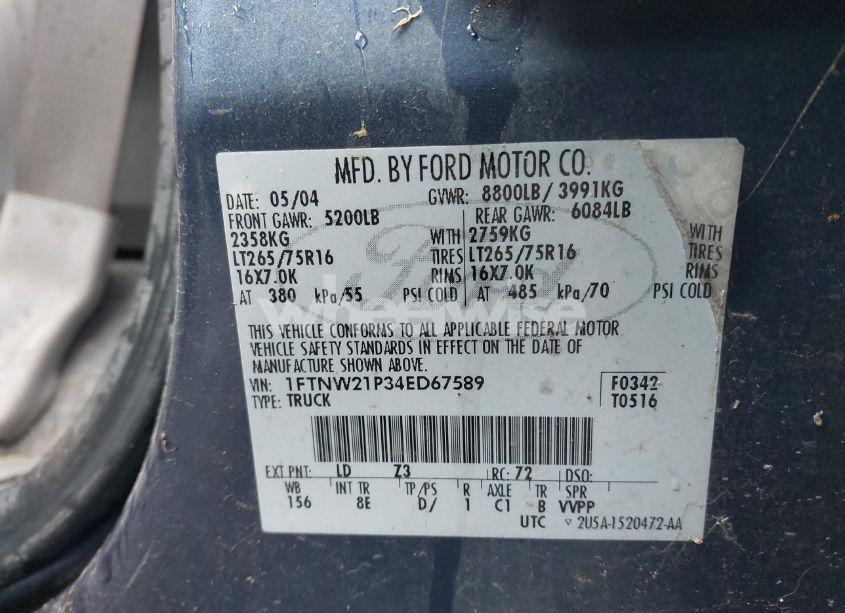 MFD. BY FORD MOTOR CO.
DATE: 05/04 GVWR: 8800LB/ 3991KG
FRONT GAWR: 5200LB REAR GAWR: 6084LB
2358KG WITH 2759KG WITH
LT265/75R16 TIRES LT265/75R16 TIRES
16X7.0K RIMS 16X7.0K RIMS
AT 380 kPa/55 PSI COLD AT 485 kPa/70 PSI COLD
Ford
wheelwise
THIS VEHICLE CONFORMS TO ALL APPLICABLE FEDERAL MOTOR
VEHICLE SAFETY STANDARDS IN EFFECT ON THE DATE OF
MANUFACTURE SHOWN ABOVE.
VIN: 1FTNW21P34ED67589 F0342
TYPE: TRUCK T0516
EXT PNT: LD Z3 RC: 72 DSO:
WB INT TR TP/PS R AXLE TR SPR
156 8E D/ 1 C1 B VVPP
UTC ▿ 2U5A-1520472-AA